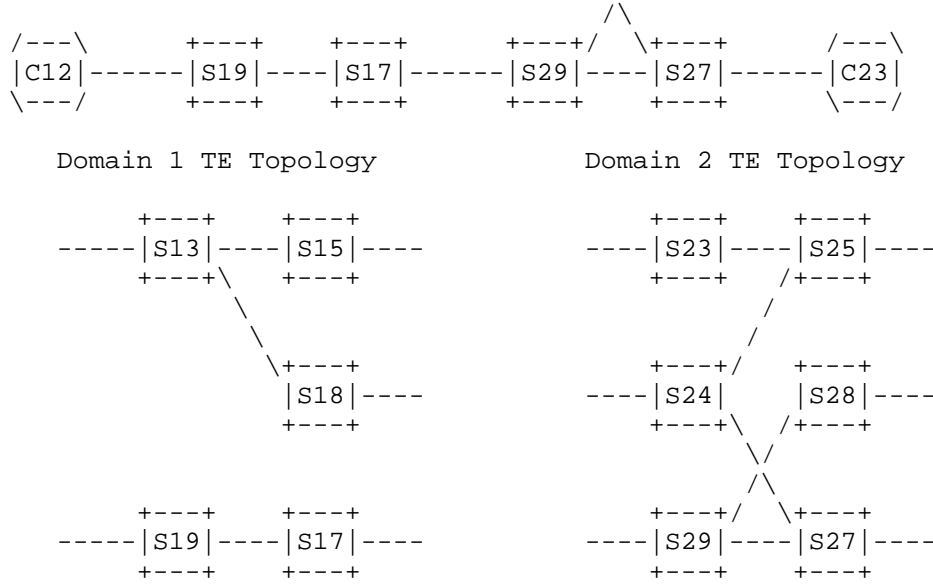 C12 S19 S17 S29 S27 C23
Domain 1 TE Topology Domain 2 TE Topology
S13 S15 S23 S25
S18 S24 S28
S19 S17 S29 S27